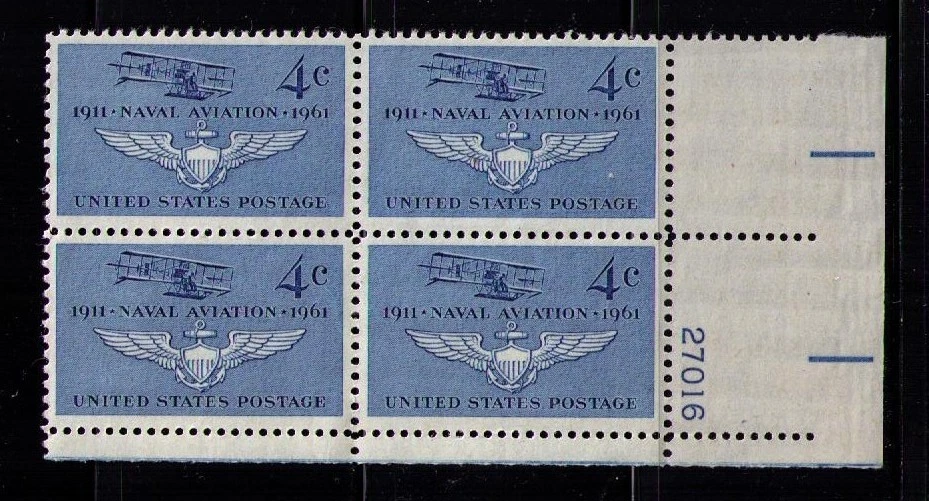 4c
1911 · NAVAL AVIATION · 1961
UNITED STATES POSTAGE
4c
1911 · NAVAL AVIATION · 1961
UNITED STATES POSTAGE
4c
1911 · NAVAL AVIATION · 1961
UNITED STATES POSTAGE
4c
1911 · NAVAL AVIATION · 1961
UNITED STATES POSTAGE
27016